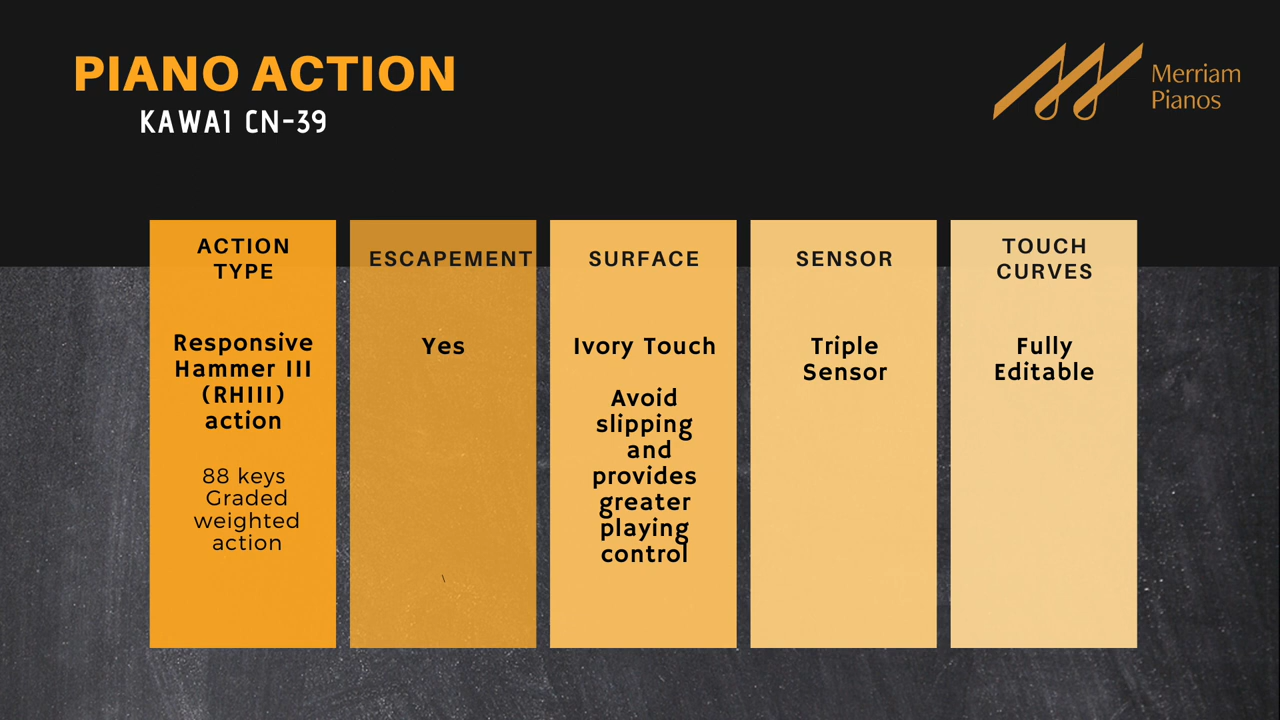 PIANO ACTION
KAWAI CN-39
Merriam
Pianos
ACTION
TYPE
Responsive
Hammer III
(RHIII)
action
88 keys
Graded
weighted
action
ESCAPEMENT
Yes
\
SURFACE
Ivory Touch
Avoid
slipping
and
provides
greater
playing
control
SENSOR
Triple
Sensor
TOUCH
CURVES
Fully
Editable